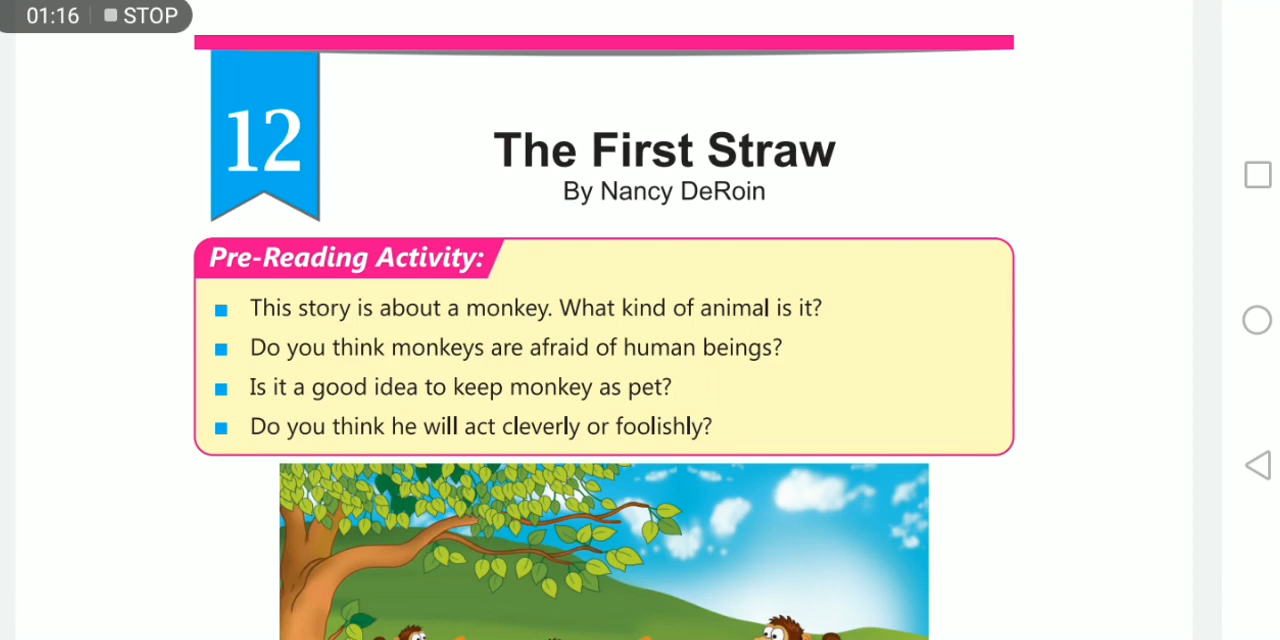 01:16 STOP
12
The First Straw
By Nancy DeRoin
Pre-Reading Activity:
This story is about a monkey. What kind of animal is it?
Do you think monkeys are afraid of human beings?
Is it a good idea to keep monkey as pet?
Do you think he will act cleverly or foolishly?